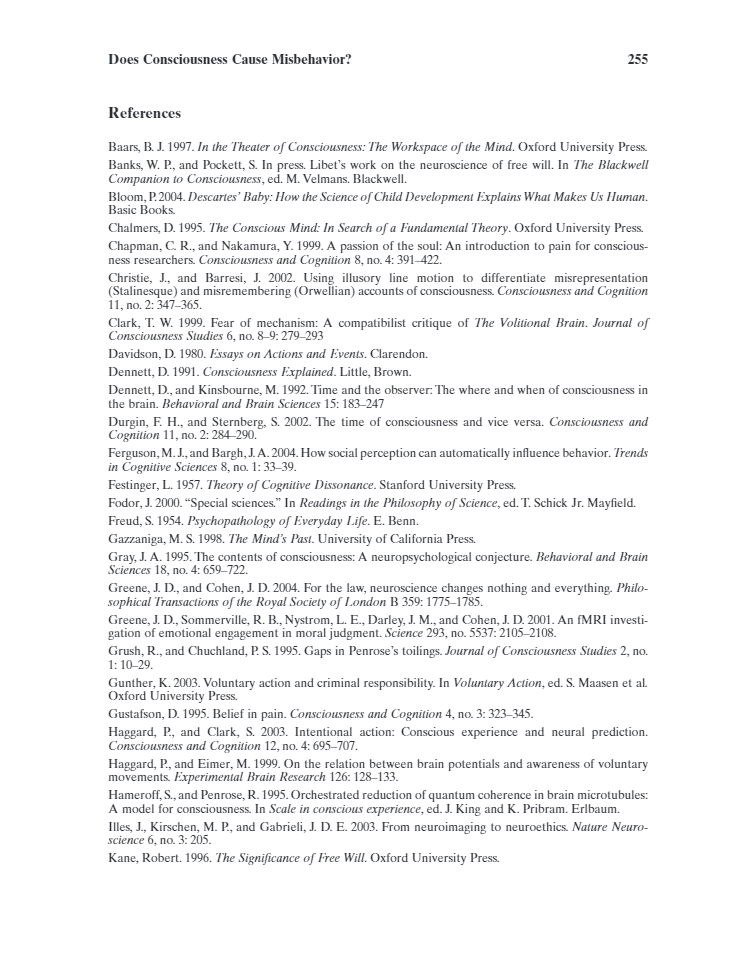 Does Consciousness Cause Misbehavior? 255
References
Baars, B. J. 1997. In the Theater of Consciousness: The Workspace of the Mind. Oxford University Press.
Banks, W. P., and Pockett, S. In press. Libet's work on the neuroscience of free will. In The Blackwell
Companion to Consciousness, ed. M. Velmans. Blackwell.
Bloom, P. 2004. Descartes' Baby: How the Science of Child Development Explains What Makes Us Human.
Basic Books.
Chalmers, D. 1995. The Conscious Mind: In Search of a Fundamental Theory. Oxford University Press.
Chapman, C. R., and Nakamura, Y. 1999. A passion of the soul: An introduction to pain for conscious-
ness researchers. Consciousness and Cognition 8, no. 4: 391–422.
Christie, J., and Barresi, J. 2002. Using illusory line motion to differentiate misrepresentation
(Stalinesque) and misremembering (Orwellian) accounts of consciousness. Consciousness and Cognition
11, no. 2: 347–365.
Clark, T. W. 1999. Fear of mechanism: A compatibilist critique of The Volitional Brain. Journal of
Consciousness Studies 6, no. 8–9: 279–293
Davidson, D. 1980. Essays on Actions and Events. Clarendon.
Dennett, D. 1991. Consciousness Explained. Little, Brown.
Dennett, D., and Kinsbourne, M. 1992. Time and the observer: The where and when of consciousness in
the brain. Behavioral and Brain Sciences 15: 183–247
Durgin, F. H., and Sternberg, S. 2002. The time of consciousness and vice versa. Consciousness and
Cognition 11, no. 2: 284–290.
Ferguson, M. J., and Bargh, J. A. 2004. How social perception can automatically influence behavior. Trends
in Cognitive Sciences 8, no. 1: 33–39.
Festinger, L. 1957. Theory of Cognitive Dissonance. Stanford University Press.
Fodor, J. 2000. "Special sciences." In Readings in the Philosophy of Science, ed. T. Schick Jr. Mayfield.
Freud, S. 1954. Psychopathology of Everyday Life. E. Benn.
Gazzaniga, M. S. 1998. The Mind's Past. University of California Press.
Gray, J. A. 1995. The contents of consciousness: A neuropsychological conjecture. Behavioral and Brain
Sciences 18, no. 4: 659–722.
Greene, J. D., and Cohen, J. D. 2004. For the law, neuroscience changes nothing and everything. Philo-
sophical Transactions of the Royal Society of London B 359: 1775–1785.
Greene, J. D., Sommerville, R. B., Nystrom, L. E., Darley, J. M., and Cohen, J. D. 2001. An fMRI investi-
gation of emotional engagement in moral judgment. Science 293, no. 5537: 2105–2108.
Grush, R., and Chuchland, P. S. 1995. Gaps in Penrose's toilings. Journal of Consciousness Studies 2, no.
1: 10–29.
Gunther, K. 2003. Voluntary action and criminal responsibility. In Voluntary Action, ed. S. Maasen et al.
Oxford University Press.
Gustafson, D. 1995. Belief in pain. Consciousness and Cognition 4, no. 3: 323–345.
Haggard, P., and Clark, S. 2003. Intentional action: Conscious experience and neural prediction.
Consciousness and Cognition 12, no. 4: 695–707.
Haggard, P., and Eimer, M. 1999. On the relation between brain potentials and awareness of voluntary
movements. Experimental Brain Research 126: 128–133.
Hameroff, S., and Penrose, R. 1995. Orchestrated reduction of quantum coherence in brain microtubules:
A model for consciousness. In Scale in conscious experience, ed. J. King and K. Pribram. Erlbaum.
Illes, J., Kirschen, M. P., and Gabrieli, J. D. E. 2003. From neuroimaging to neuroethics. Nature Neuro-
science 6, no. 3: 205.
Kane, Robert. 1996. The Significance of Free Will. Oxford University Press.